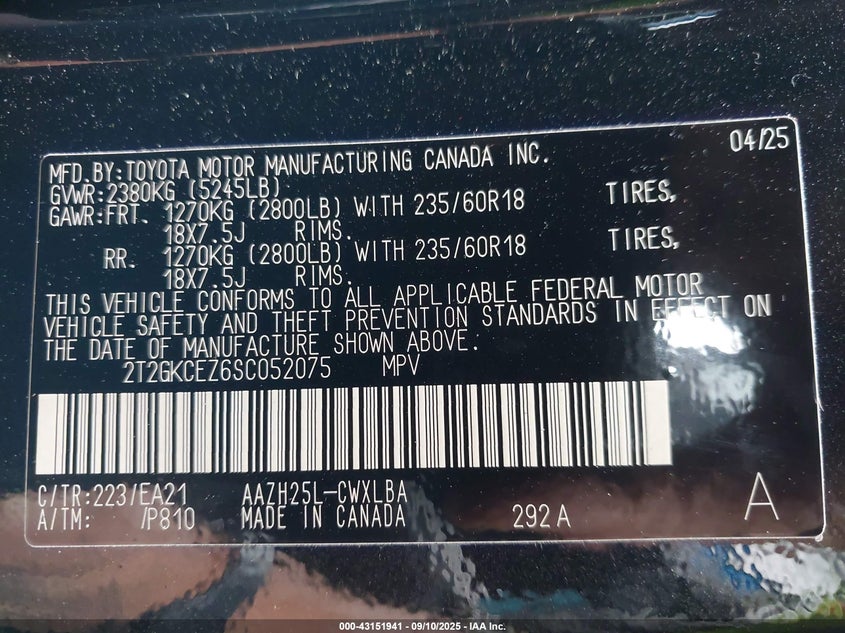 04/25
MFD.BY:TOYOTA MOTOR MANUFACTURING CANADA INC.
GVWR:2380KG (5245LB)
GAWR:FRT. 1270KG (2800LB) WITH 235/60R18 TIRES,
18X7.5J RIMS.
RR. 1270KG (2800LB) WITH 235/60R18 TIRES,
18X7.5J RIMS.
THIS VEHICLE CONFORMS TO ALL APPLICABLE FEDERAL MOTOR
VEHICLE SAFETY AND THEFT PREVENTION STANDARDS IN EFFECT ON
THE DATE OF MANUFACTURE SHOWN ABOVE.
2T2GKCEZ6SC052075 MPV
C/TR:223/EA21 AAZH25L-CWXLBA
A/TM: /P810 MADE IN CANADA 292A A
000-43151941 - 09/10/2025 - IAA Inc.